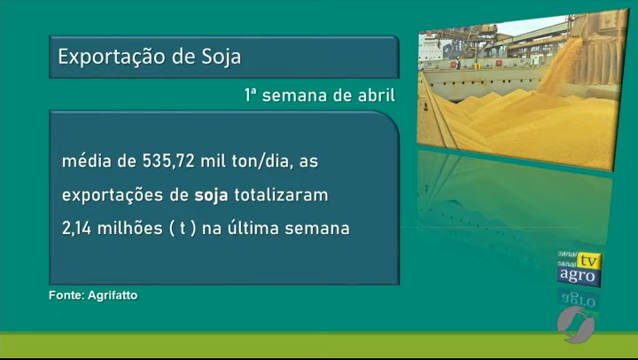 Exportação de Soja
1ª semana de abril
média de 535,72 mil ton/dia, as
exportações de soja totalizaram
2,14 milhões ( t ) na última semana
Fonte: Agrifatto
canal tv
canal
agro